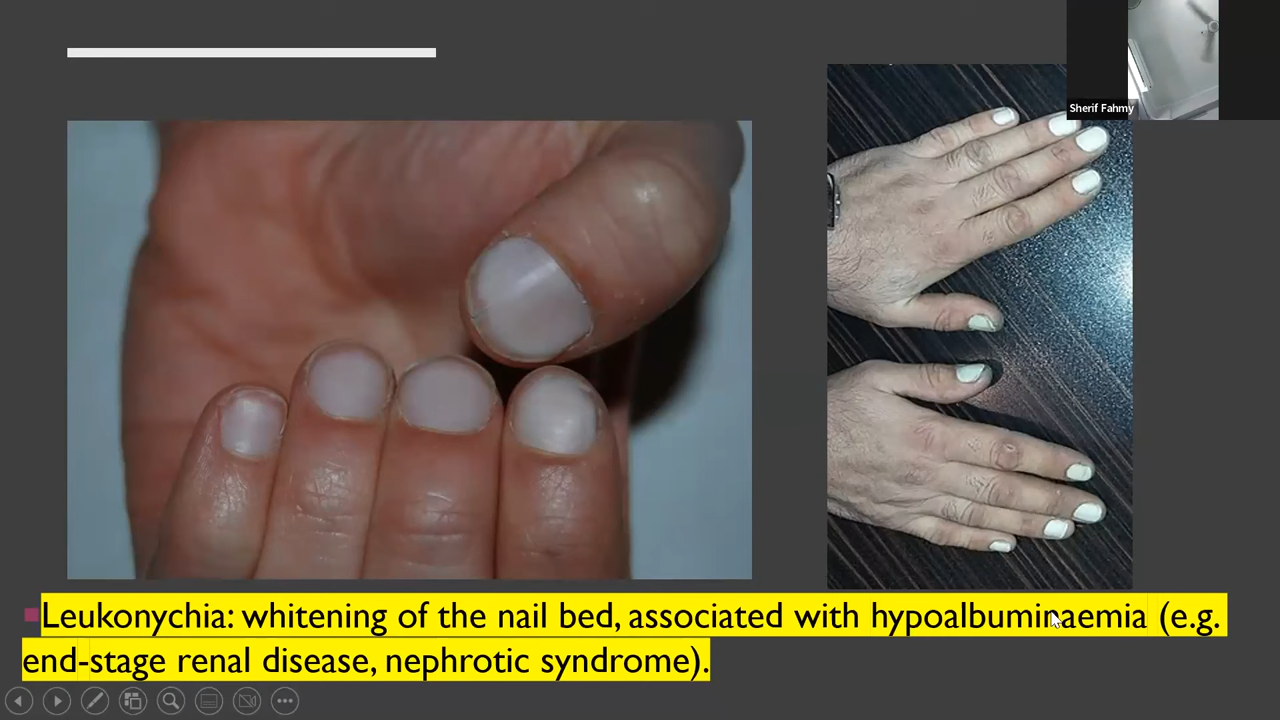 Sherif Fahmy
Leukonychia: whitening of the nail bed, associated with hypoalbuminaemia (e.g.
end-stage renal disease, nephrotic syndrome).